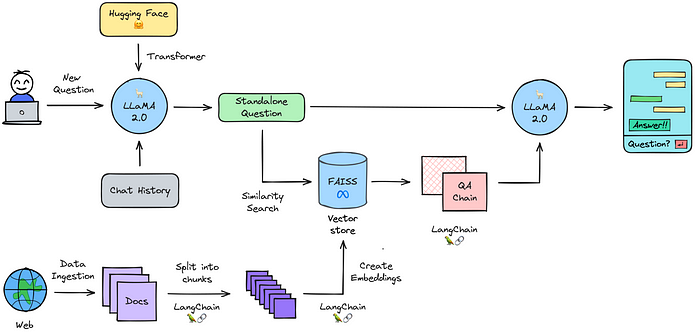 Hugging Face
Transformer
New
Question
LLaMA
2.0
Standalone
Question
LLaMA
2.0
Answer!!
Question?
Chat History
Similarity
Search
FAISS
Vector
store
QA
Chain
LangChain
Web
Data
Ingestion
Docs
Split into
chunks
LangChain
Create
Embeddings
LangChain